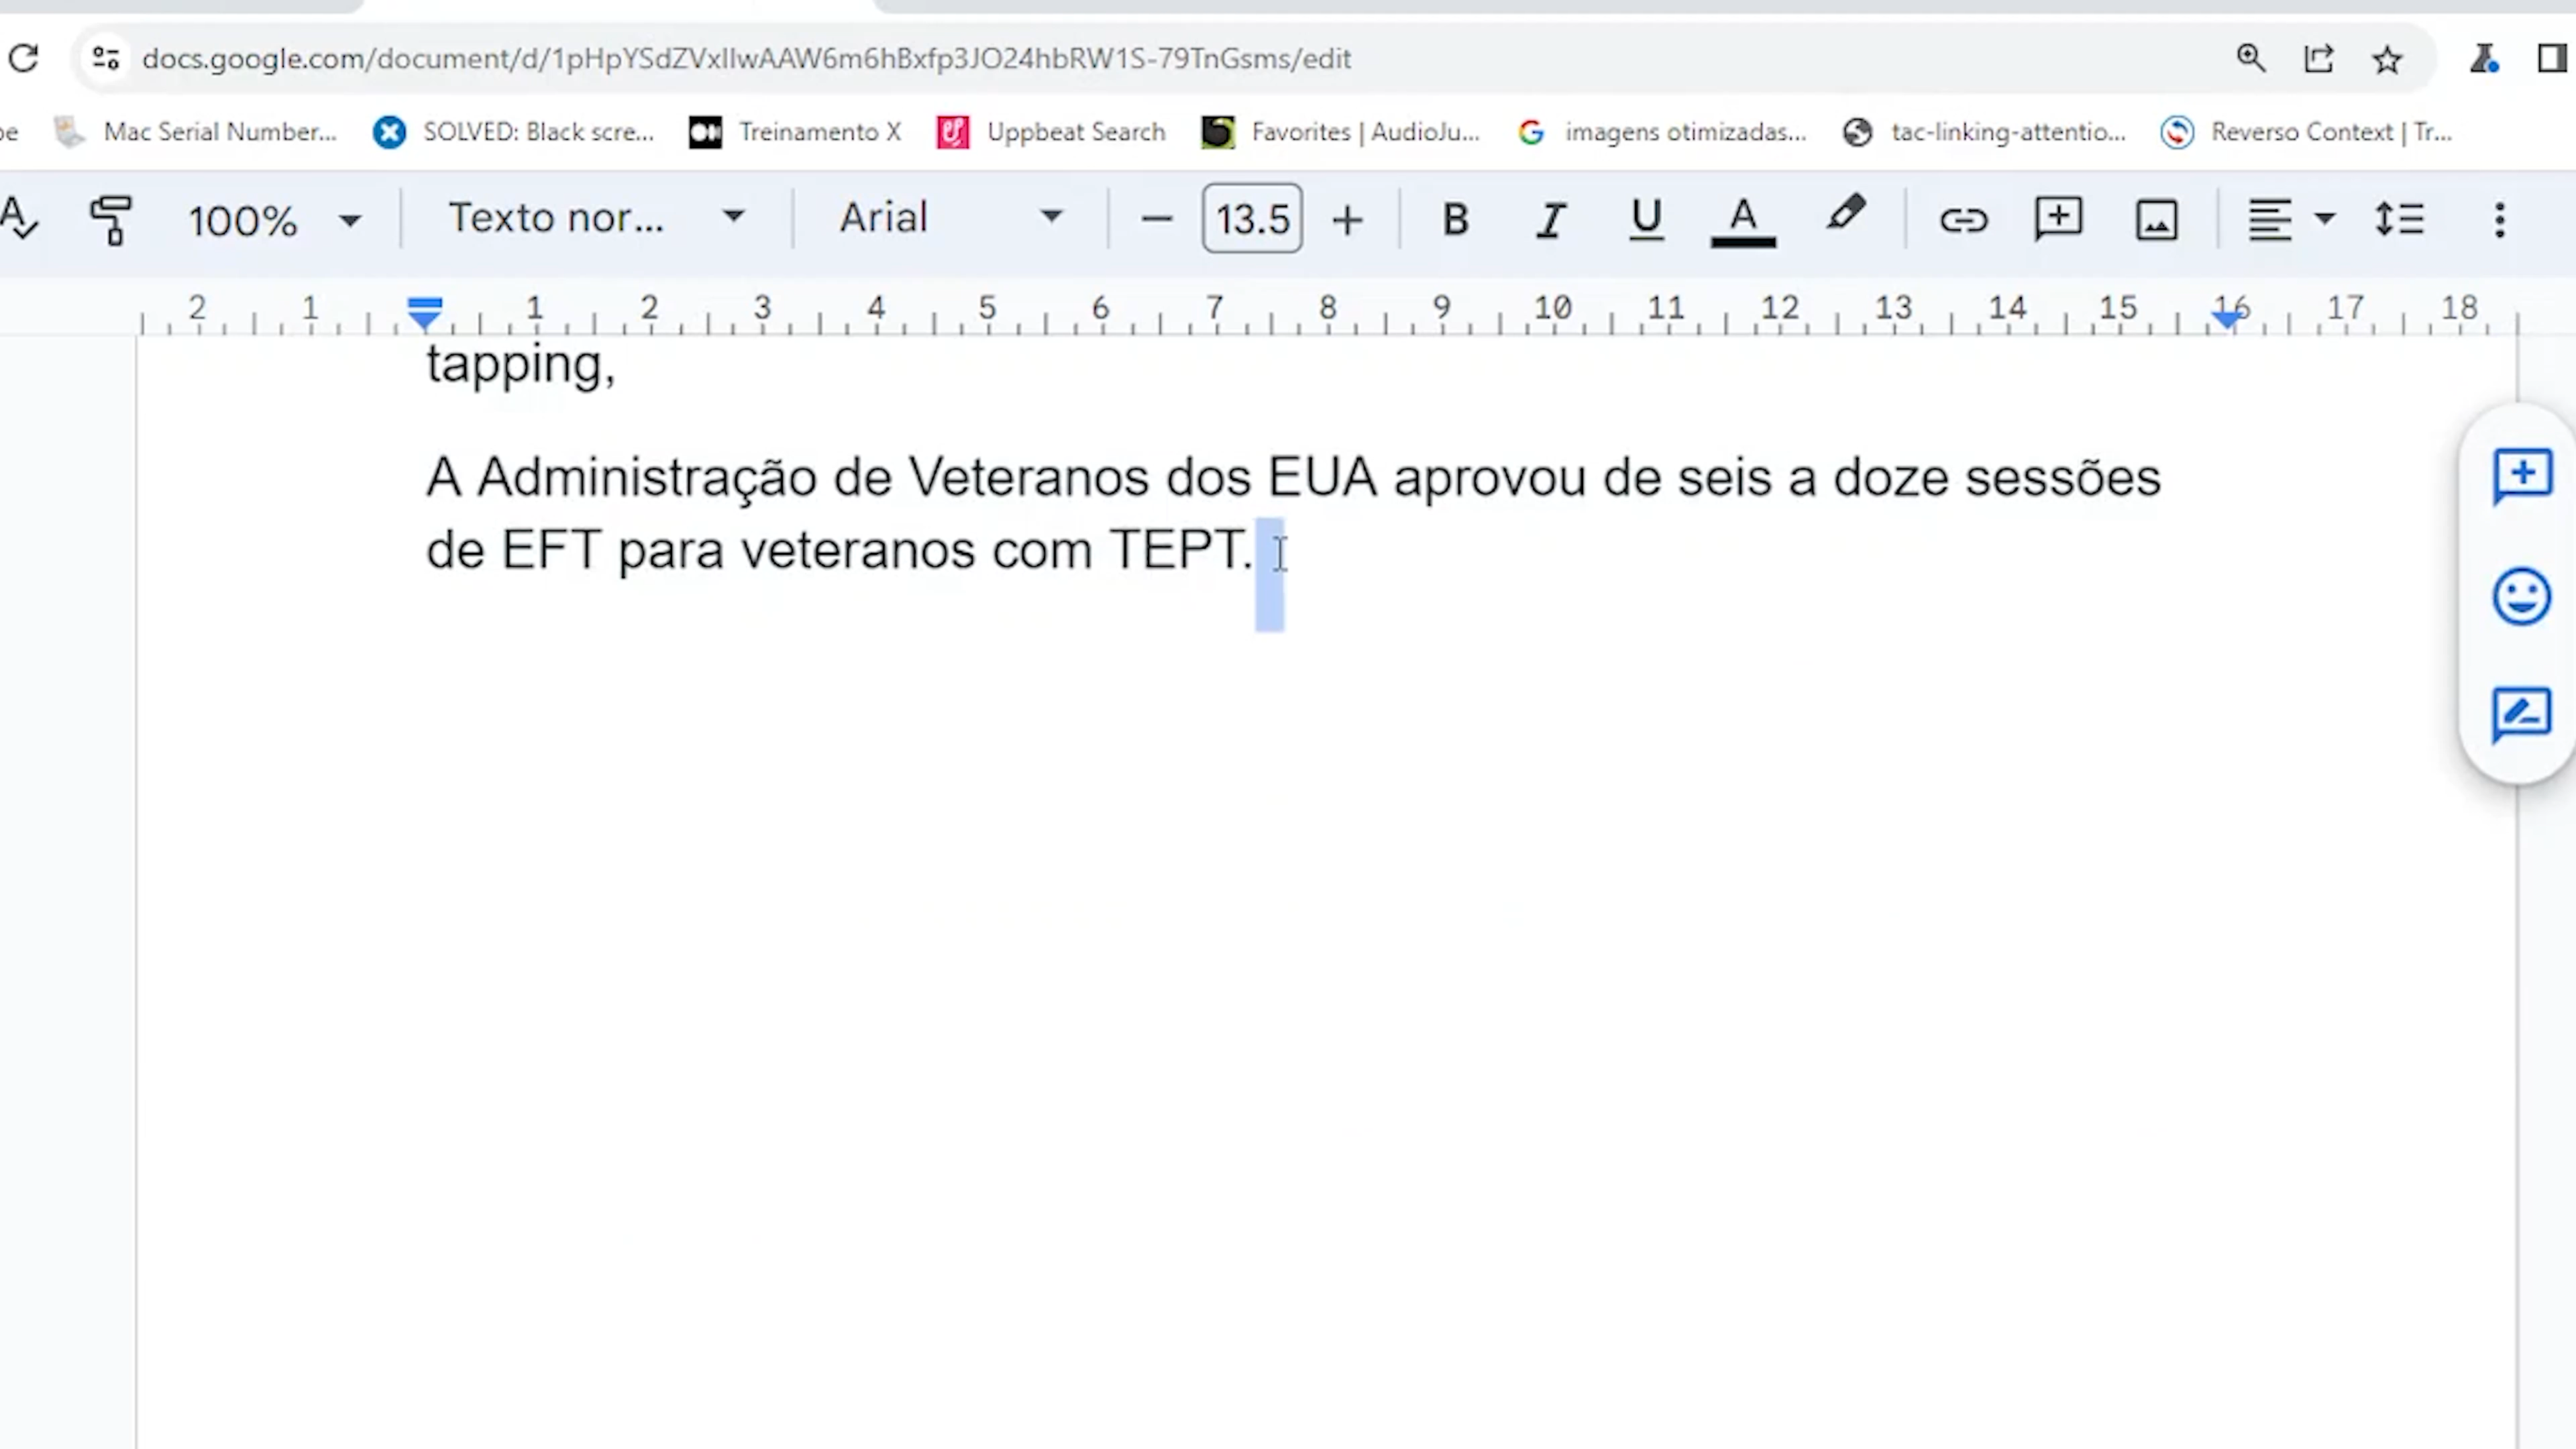 docs.google.com/document/d/1pHpYSdZVxIlwAAW6m6hBxfp3JO24hbRW1S-79TnGsms/edit
Mac Serial Number... SOLVED: Black scre... Treinamento X Uppbeat Search Favorites | AudioJu... imagens otimizadas... tac-linking-attentio... Reverso Context | Tr...
100% Texto nor... Arial 13.5 B I U A
2 1 1 2 3 4 5 6 7 8 9 10 11 12 13 14 15 16 17 18
tapping,
A Administração de Veteranos dos EUA aprovou de seis a doze sessões
de EFT para veteranos com TEPT.